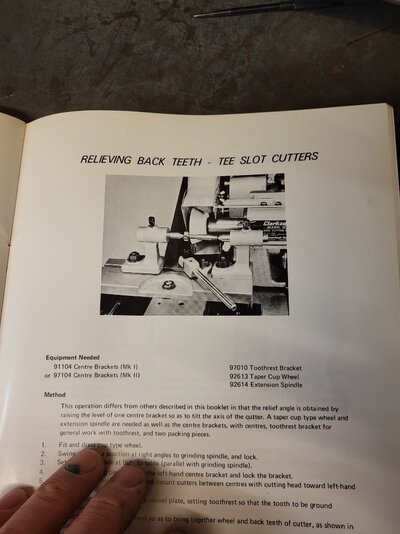 RELIEVING BACK TEETH - TEE SLOT CUTTERS
Clarkson
MARK
Equipment Needed
91104 Centre Brackets (Mk I)
or 97104 Centre Brackets (Mk II)
97010 Toothrest Bracket
92613 Taper Cup Wheel
92614 Extension Spindle
Method
This operation differs from others described in this booklet in that the relief angle is obtained by
raising the level of one centre bracket so as to tilt the axis of the cutter. A taper cup type wheel and
extension spindle are needed as well as the centre brackets, with centres, toothrest bracket for
general work with toothrest, and two packing pieces.
1. Fit and dress cup type wheel.
2. Swing position at right angles to grinding spindle, and lock.
3. Set at 90° to table (parallel with grinding spindle).
4. the left-hand centre bracket and lock the bracket.
5. and mount cutters between centres with cutting head toward left-hand
swivel plate, setting toothrest so that the tooth to be ground
so as to bring together wheel and back teeth of cutter, as shown in